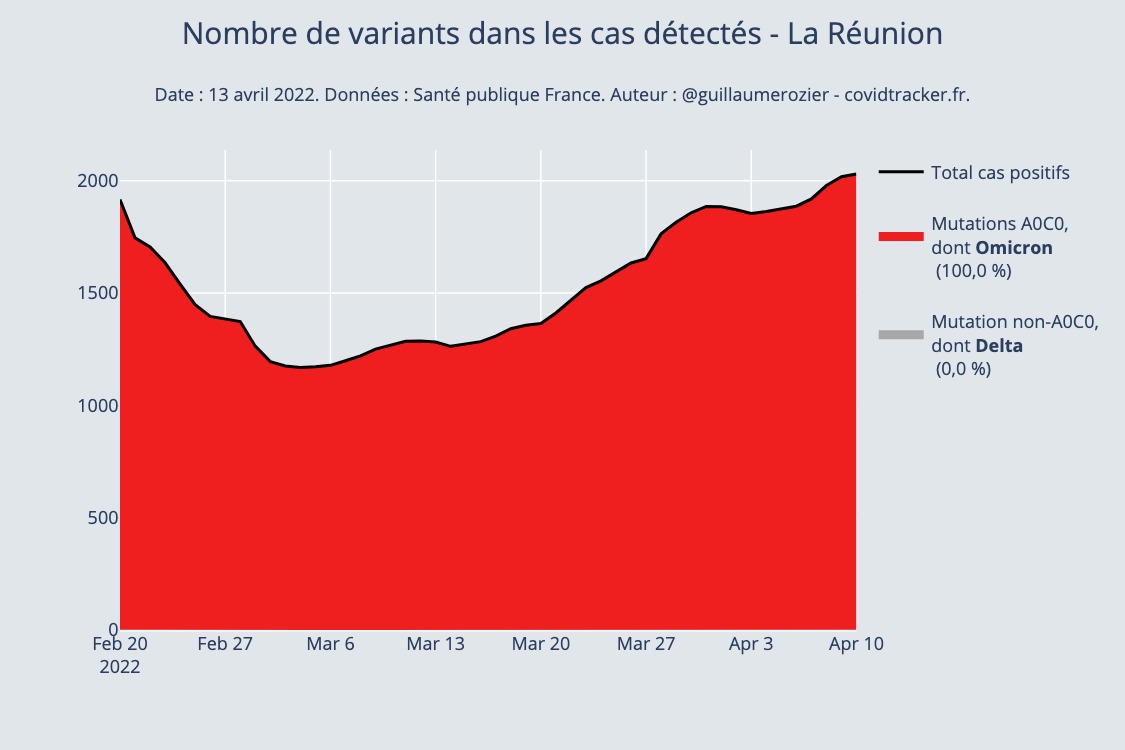 Nombre de variants dans les cas détectés - La Réunion
Date : 13 avril 2022. Données : Santé publique France. Auteur : @guillaumerozier - covidtracker.fr.
2000
1500
1000
500
0
Feb 20
2022
Feb 27
Mar 6
Mar 13
Mar 20
Mar 27
Apr 3
Apr 10
Total cas positifs
Mutations A0C0,
dont Omicron
(100,0 %)
Mutation non-A0C0,
dont Delta
(0,0 %)